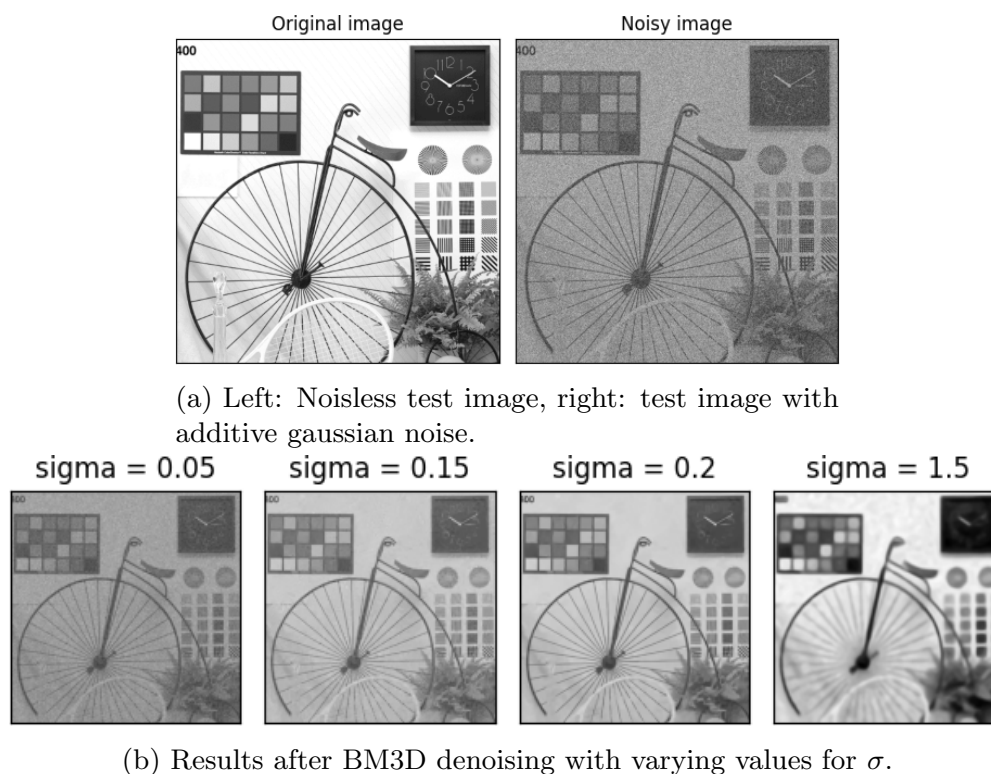 Original image
Noisy image
400
(a) Left: Noisless test image, right: test image with
additive gaussian noise.
sigma = 0.05
sigma = 0.15
sigma = 0.2
sigma = 1.5
(b) Results after BM3D denoising with varying values for σ.